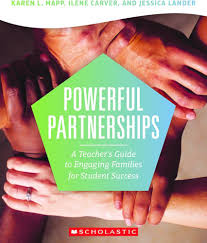 KAREN L. MAPP, ILENE CARVER, AND JESSICA LANDER
POWERFUL
PARTNERSHIPS
A Teacher's Guide to
Engaging Families
for Student Success
SCHOLASTIC